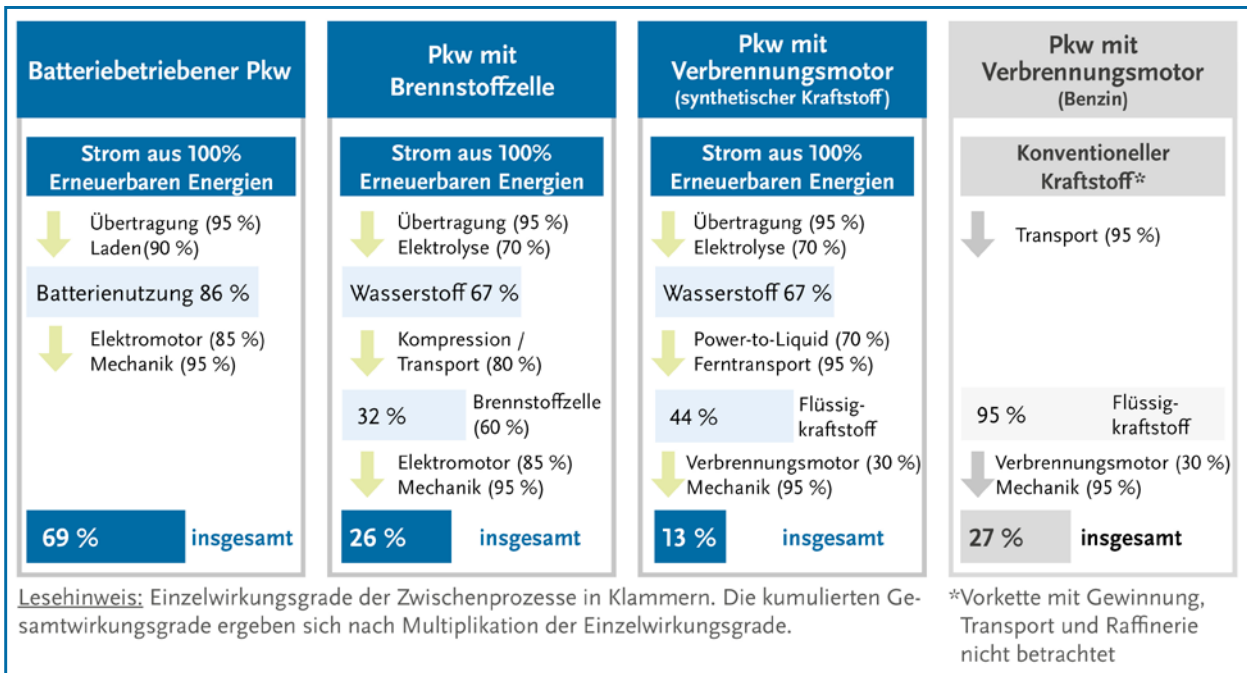 Batteriebetriebener Pkw
Strom aus 100%
Erneuerbaren Energien
Übertragung (95 %)
Laden(90 %)
Batterienutzung 86 %
Elektromotor (85 %)
Mechanik (95 %)
69 % insgesamt
Pkw mit
Brennstoffzelle
Strom aus 100%
Erneuerbaren Energien
Übertragung (95 %)
Elektrolyse (70 %)
Wasserstoff 67 %
Kompression /
Transport (80 %)
32 % Brennstoffzelle
(60 %)
Elektromotor (85 %)
Mechanik (95 %)
26 % insgesamt
Pkw mit
Verbrennungsmotor
(synthetischer Kraftstoff)
Strom aus 100%
Erneuerbaren Energien
Übertragung (95 %)
Elektrolyse (70 %)
Wasserstoff 67 %
Power-to-Liquid (70 %)
Ferntransport (95 %)
44 % Flüssig-
kraftstoff
Verbrennungsmotor (30 %)
Mechanik (95 %)
13 % insgesamt
Pkw mit
Verbrennungsmotor
(Benzin)
Konventioneller
Kraftstoff*
Transport (95 %)
95 % Flüssig-
kraftstoff
Verbrennungsmotor (30 %)
Mechanik (95 %)
27 % insgesamt
Lesehinweis: Einzelwirkungsgrade der Zwischenprozesse in Klammern. Die kumulierten Ge-
samtwirkungsgrade ergeben sich nach Multiplikation der Einzelwirkungsgrade.
*Vorkette mit Gewinnung,
Transport und Raffinerie
nicht betrachtet